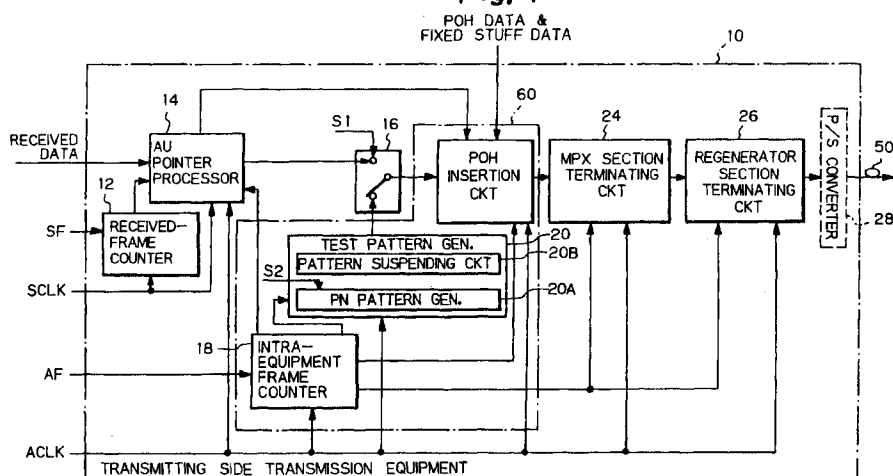 POH DATA &
FIXED STUFF DATA
10
14
AU
POINTER
PROCESSOR
S1
16
60
24
26
RECEIVED
DATA
POH
INSERTION
CKT
MPX SECTION
TERMINATING
CKT
REGENERATOR
SECTION
TERMINATING
CKT
P/S CONVERTER
50
28
12
RECEIVED-
FRAME
COUNTER
SF
SCLK
TEST PATTERN GEN.
20
PATTERN SUSPENDING CKT
20B
S2
PN PATTERN GEN.
20A
18
INTRA-
EQUIPMENT
FRAME
COUNTER
AF
ACLK
TRANSMITTING SIDE TRANSMISSION EQUIPMENT